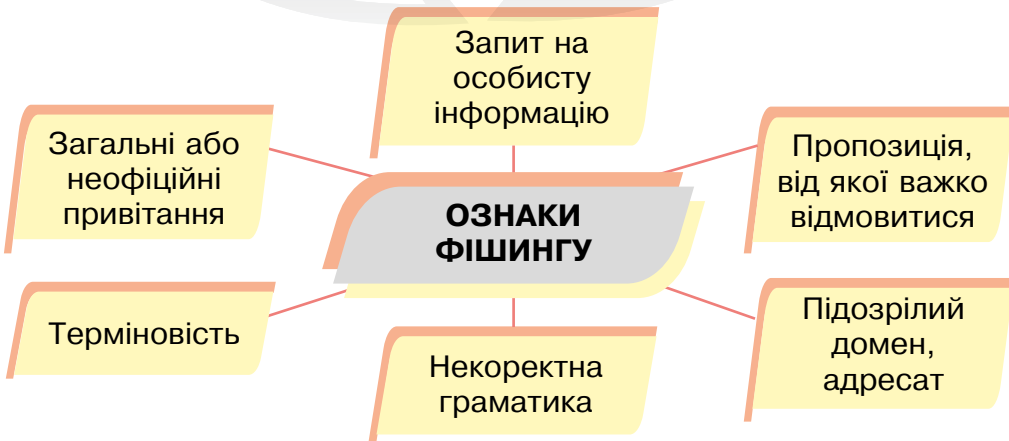 Запит на
особисту
інформацію
Загальні або
неофіційні
привітання
Пропозиція,
від якої важко
відмовитися
ОЗНАКИ
ФІШИНГУ
Терміновість
Некоректна
граматика
Підозрілий
домен,
адресат